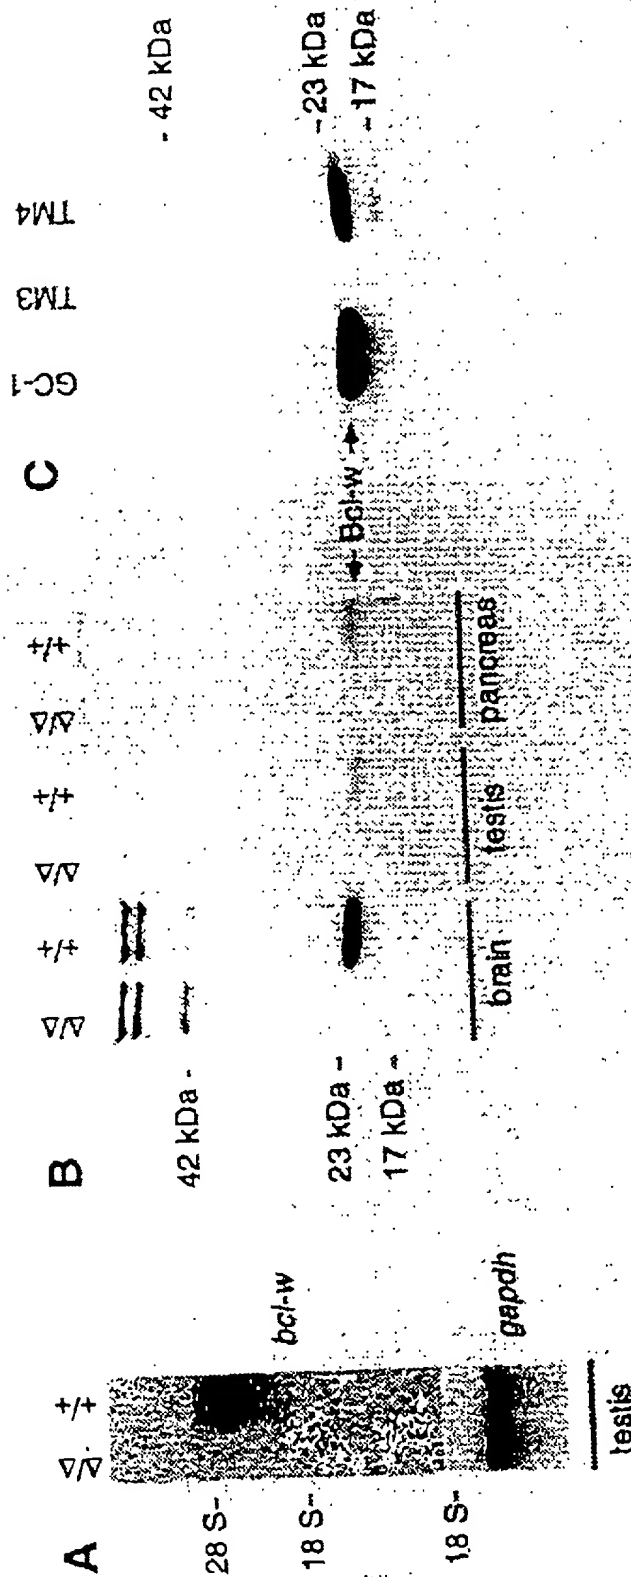 A
Δ/Δ +/+
28 S-
bcl-w
18 S-
18 S-
gapdh
testis
B
Δ/Δ +/+ Δ/Δ +/+ Δ/Δ +/+
42 kDa -
23 kDa -
17 kDa -
Bcl-w
brain testis pancreas
C
GC-1 TM3 TM4
- 42 kDa
-23 kDa
-17 kDa